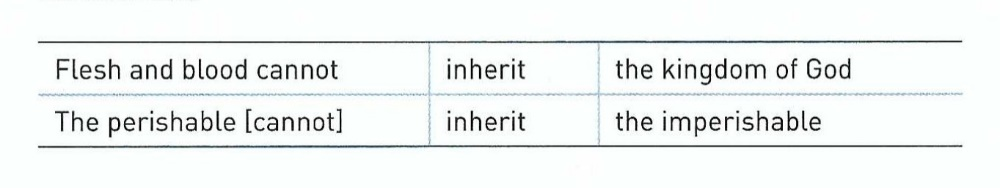 Flesh and blood cannot inherit the kingdom of God
The perishable [cannot] inherit the imperishable